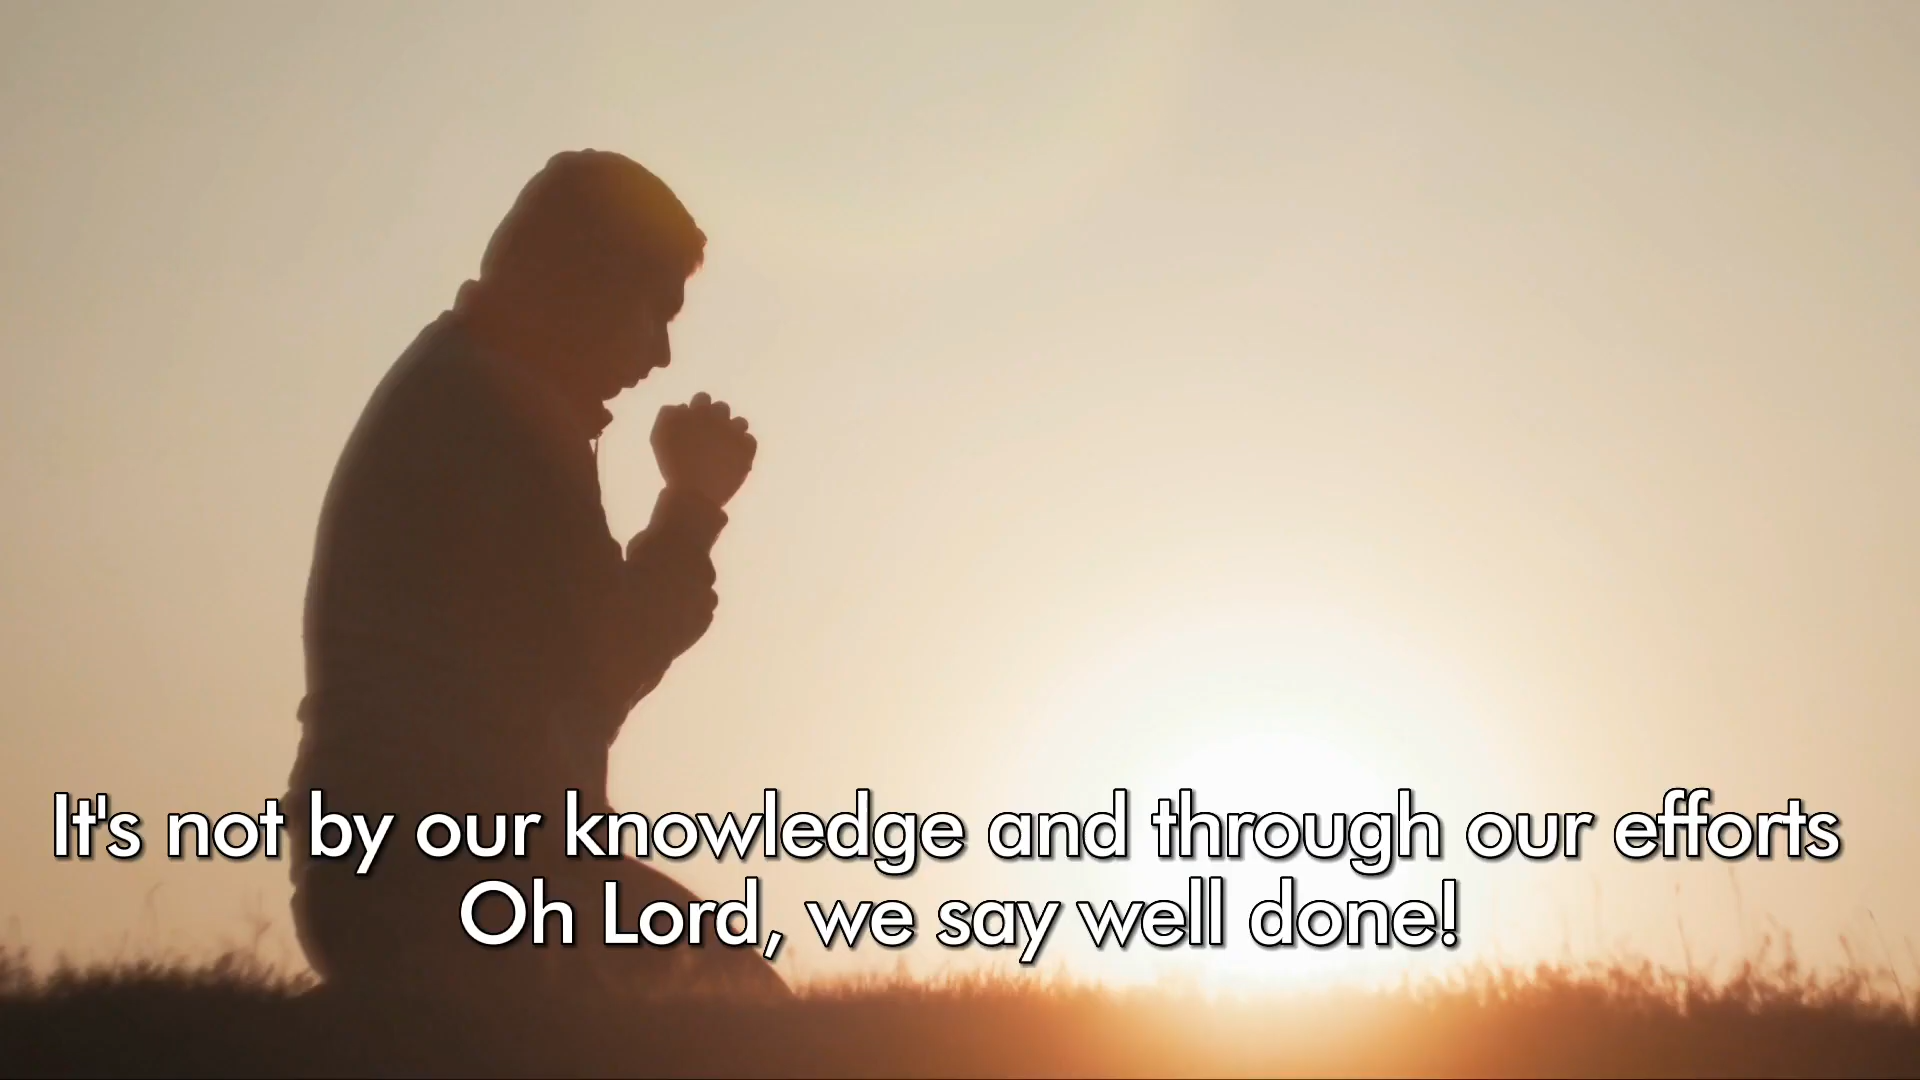 It's not by our knowledge and through our efforts
Oh Lord, we say well done!